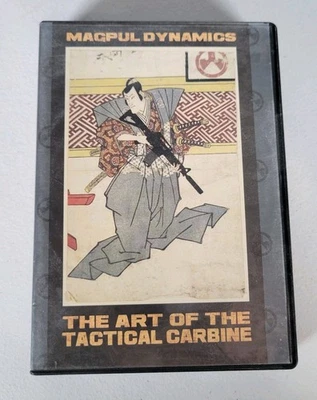 MAGPUL DYNAMICS
THE ART OF THE
TACTICAL CARBINE